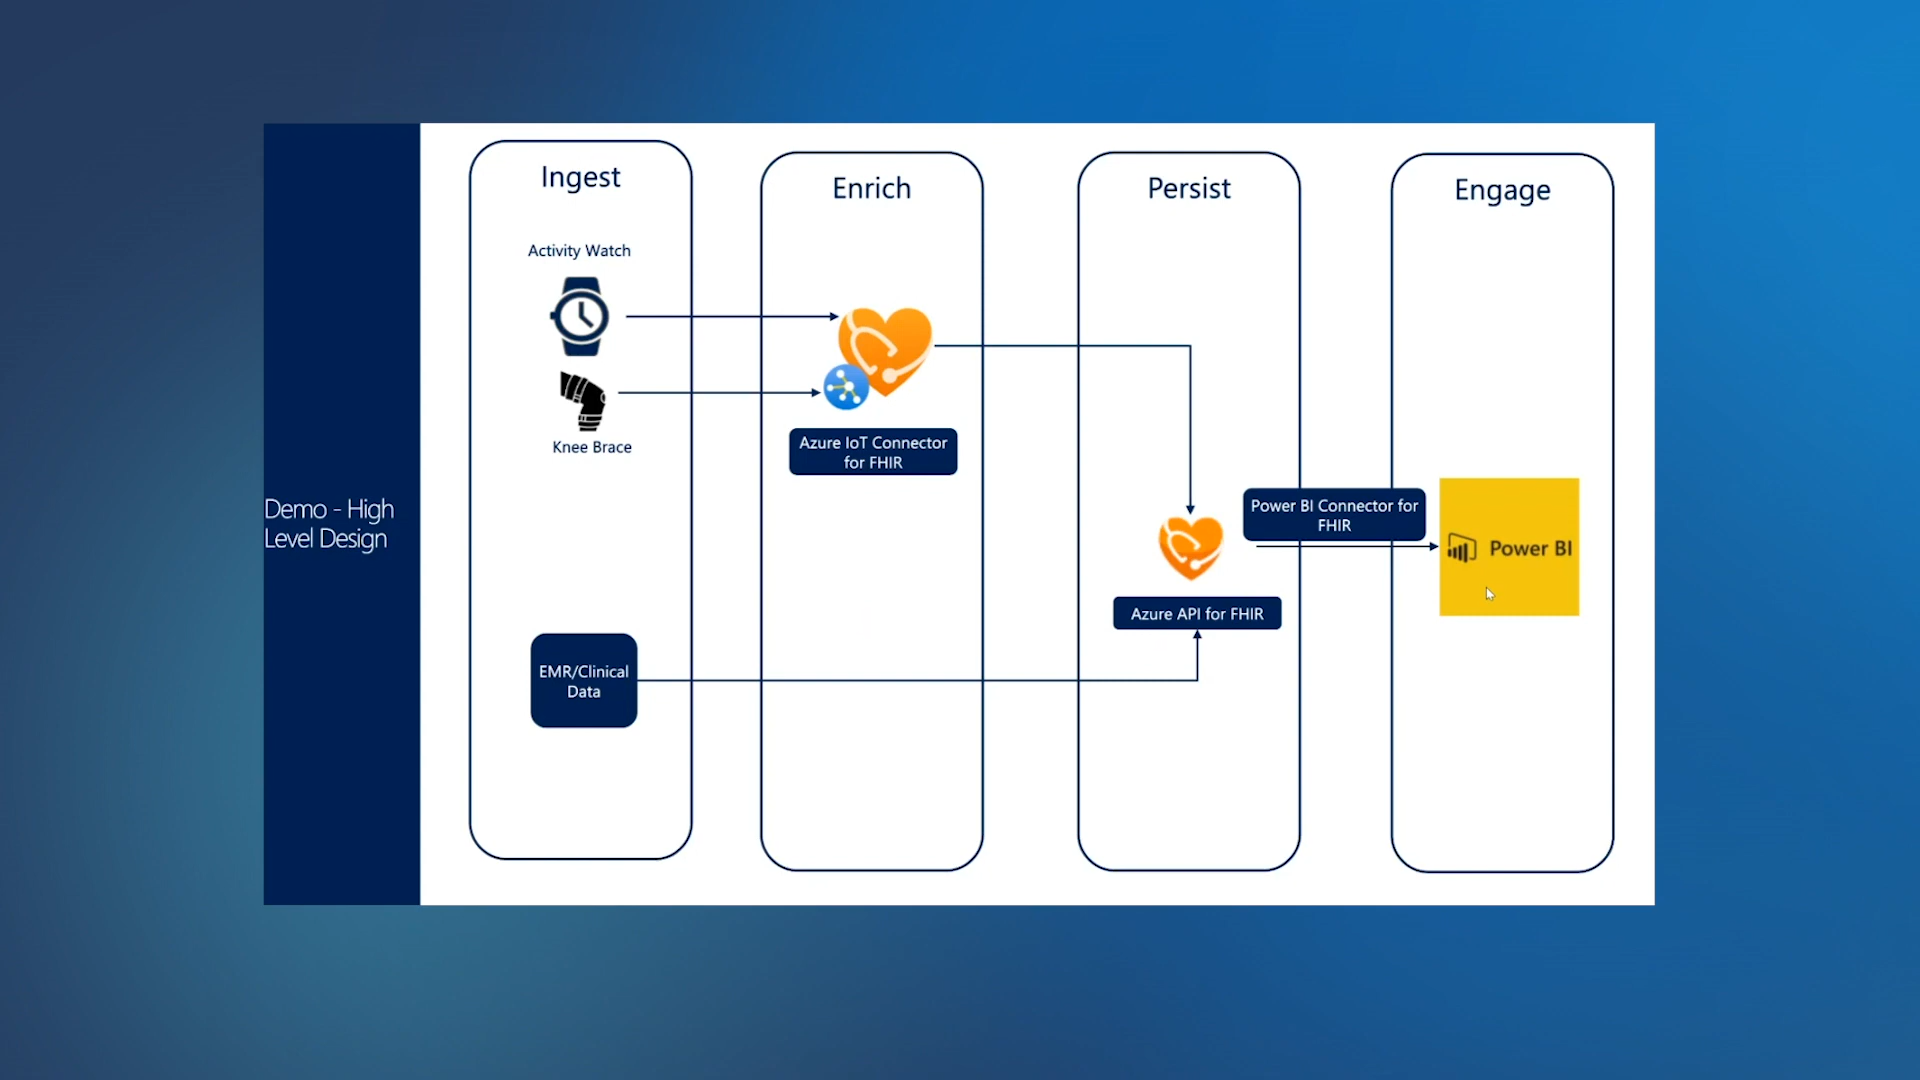 Demo - High
Level Design
Ingest
Activity Watch
Knee Brace
EMR/Clinical
Data
Enrich
Azure IoT Connector
for FHIR
Persist
Azure API for FHIR
Power BI Connector for
FHIR
Engage
Power BI